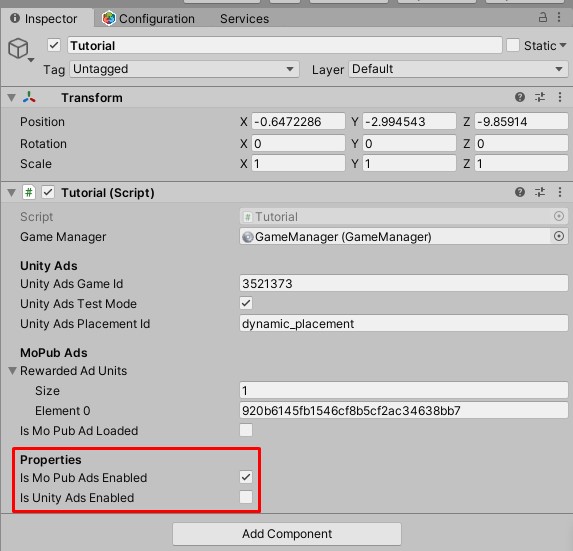 Inspector Configuration Services
Tutorial Static
Tag Untagged Layer Default
Transform
Position X -0.6472286 Y -2.994543 Z -9.85914
Rotation X 0 Y 0 Z 0
Scale X 1 Y 1 Z 1
# Tutorial (Script)
Script # Tutorial
Game Manager GameManager (GameManager)
Unity Ads
Unity Ads Game Id 3521373
Unity Ads Test Mode
Unity Ads Placement Id dynamic_placement
MoPub Ads
Rewarded Ad Units
Size 1
Element 0 920b6145fb1546cf8b5cf2ac34638bb7
Is Mo Pub Ad Loaded
Properties
Is Mo Pub Ads Enabled
Is Unity Ads Enabled
Add Component